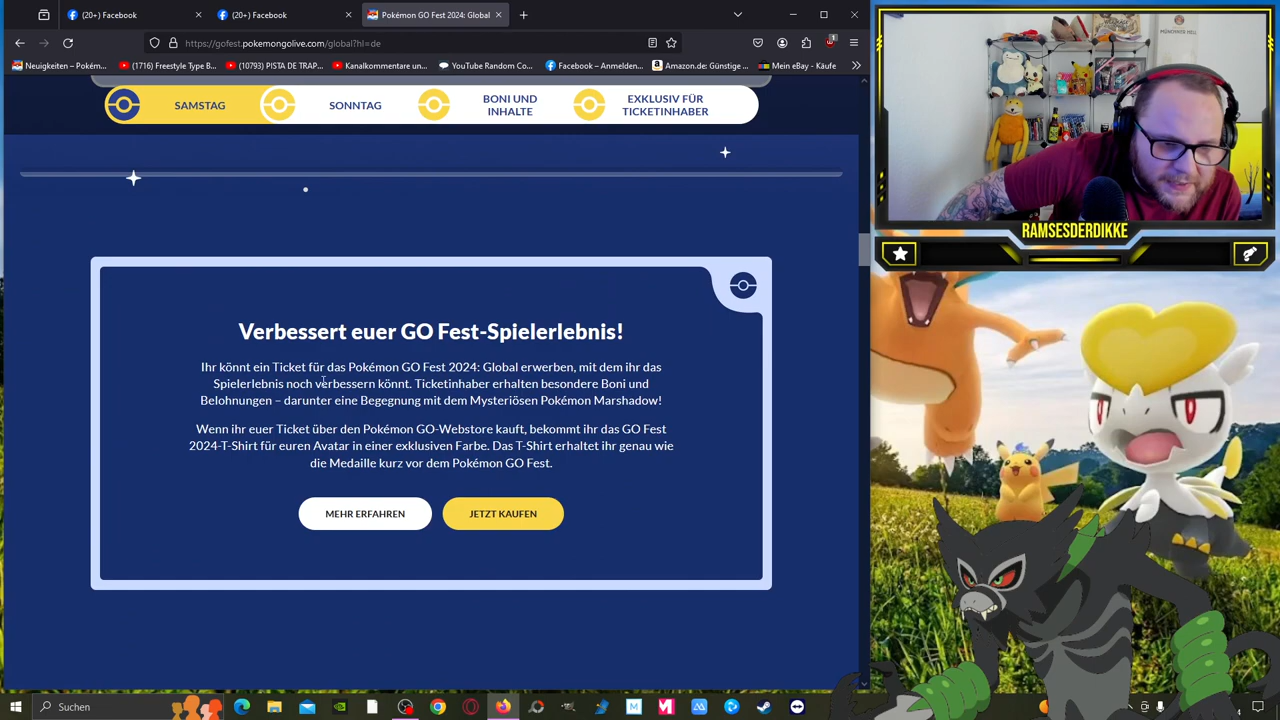 (20+) Facebook
(20+) Facebook
Pokémon GO Fest 2024: Global
https://gofest.pokemongolive.com/global?hl=de
1
Neuigkeiten – Pokém...
(1716) Freestyle Type B...
(10793) PISTA DE TRAP...
Kanalkommentare un...
YouTube Random Co...
Facebook – Anmelden...
Amazon.de: Günstige ...
Mein eBay - Käufe
SAMSTAG
SONNTAG
BONI UND
INHALTE
EXKLUSIV FÜR
TICKETINHABER
Verbessert euer GO Fest-Spielerlebnis!
Ihr könnt ein Ticket für das Pokémon GO Fest 2024: Global erwerben, mit dem ihr das
Spielerlebnis noch verbessern könnt. Ticketinhaber erhalten besondere Boni und
Belohnungen – darunter eine Begegnung mit dem Mysteriösen Pokémon Marshadow!
Wenn ihr euer Ticket über den Pokémon GO-Webstore kauft, bekommt ihr das GO Fest
2024-T-Shirt für euren Avatar in einer exklusiven Farbe. Das T-Shirt erhaltet ihr genau wie
die Medaille kurz vor dem Pokémon GO Fest.
MEHR ERFAHREN
JETZT KAUFEN
RAMSESDERDIKKE
Suchen